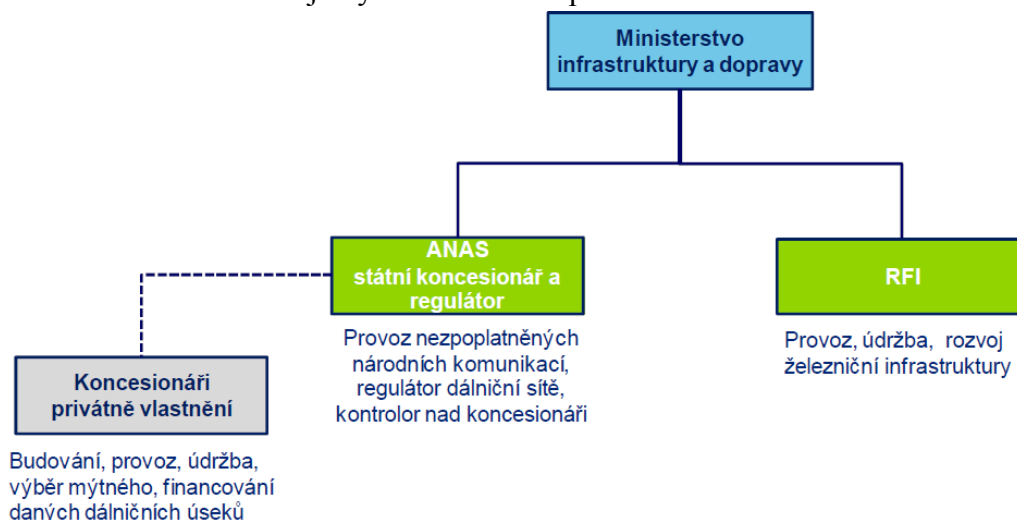 Ministerstvo
infrastruktury a dopravy
ANAS
státní koncesionář a
regulátor
RFI
Provoz nezpoplatněných
národních komunikací,
regulátor dálniční sítě,
kontrolor nad koncesionáři
Provoz, údržba, rozvoj
železniční infrastruktury
Koncesionáři
privátně vlastnění
Budování, provoz, údržba,
výběr mýtného, financování
daných dálničních úseků